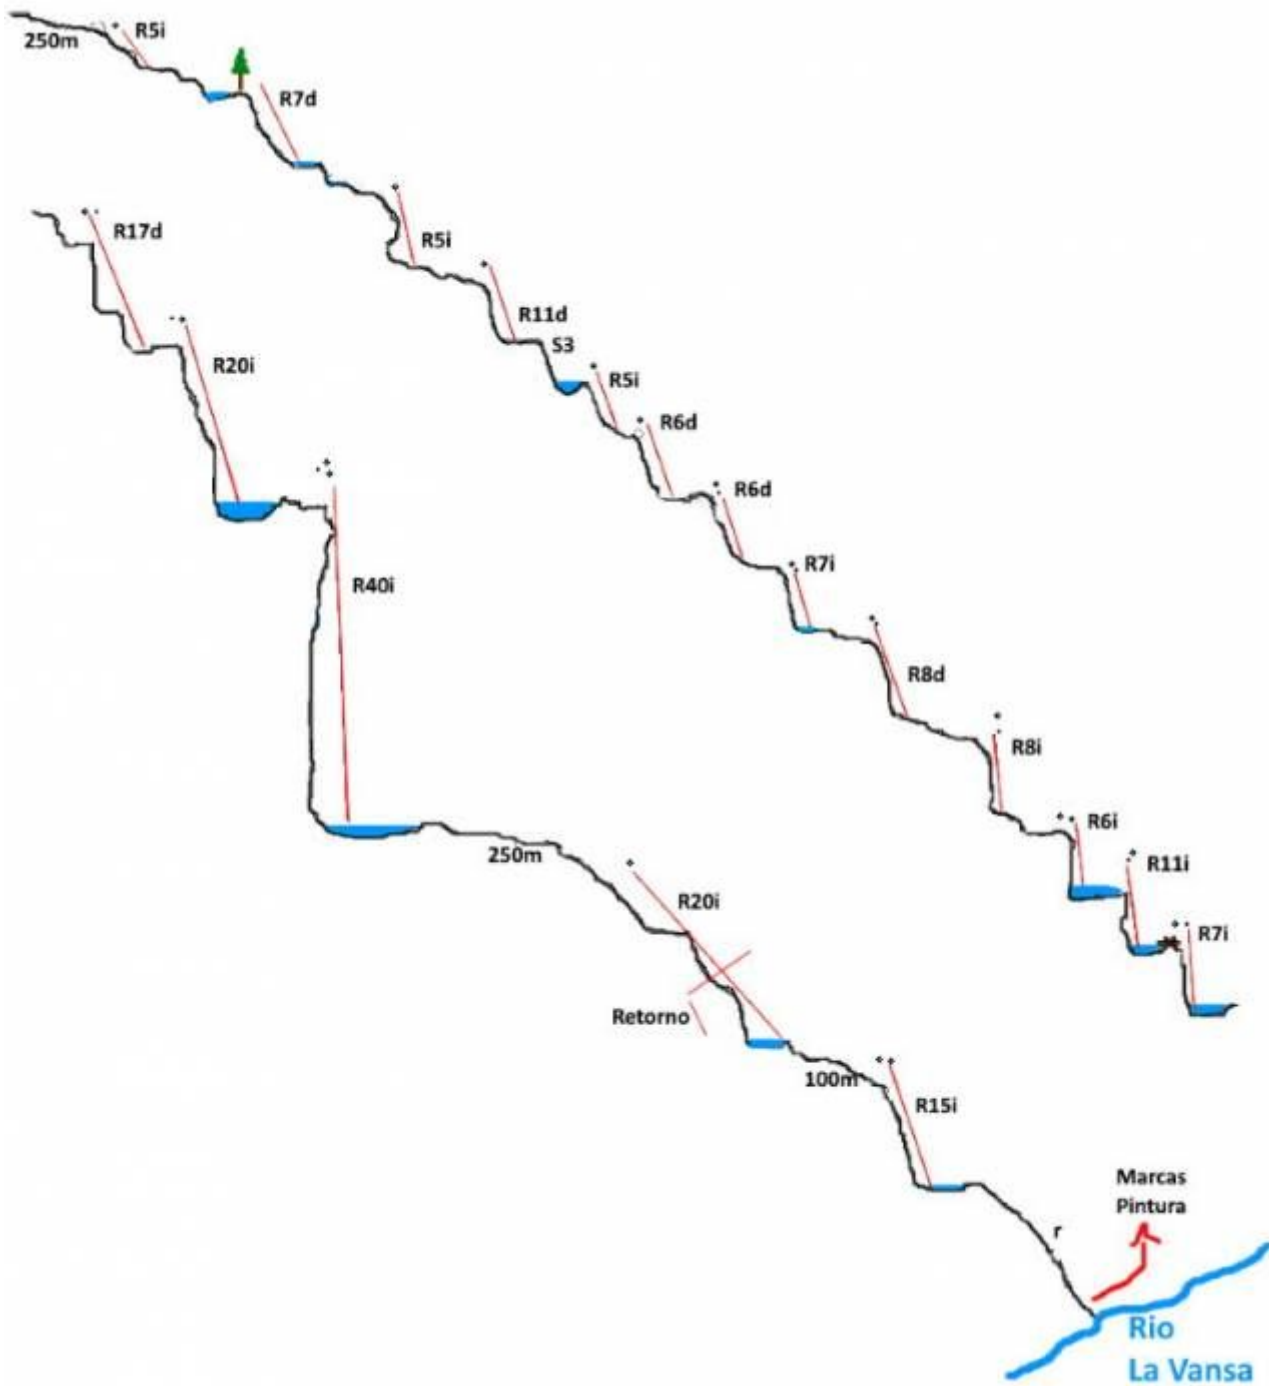 R5i
250m
R7d
R5i
R11d
S3
R5i
R6d
R6d
R7i
R8d
R8i
R6i
R11i
R7i
R17d
R20i
R40i
250m
R20i
Retorno
100m
R15i
r
Marcas
Pintura
Rio
La Vansa